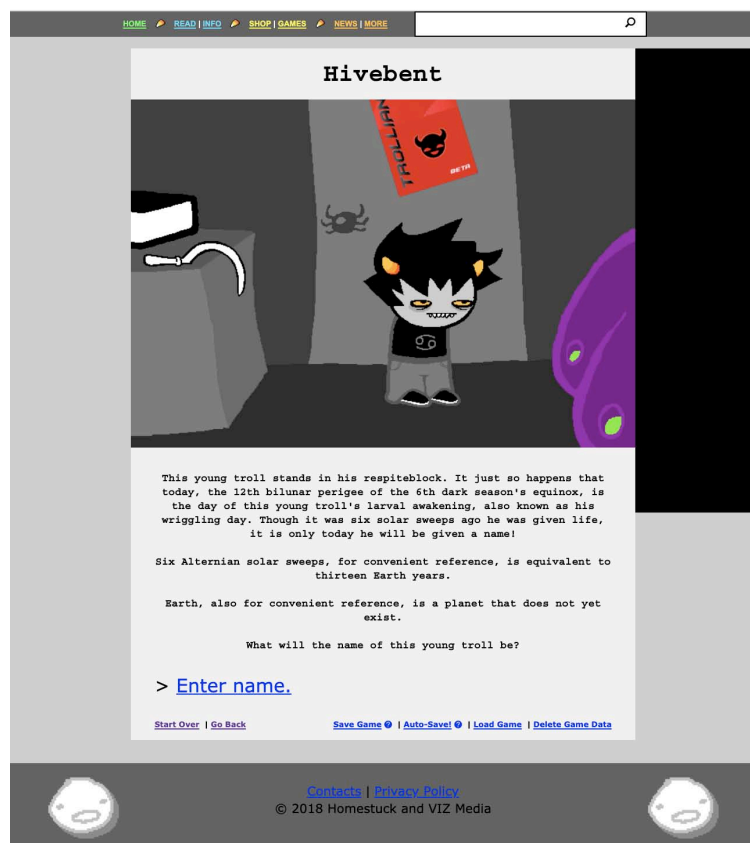 HOME READ | INFO SHOP | GAMES NEWS | MORE
Hivebent
TROLLIAN
BETA
This young troll stands in his respiteblock. It just so happens that
today, the 12th bilunar perigee of the 6th dark season's equinox, is
the day of this young troll's larval awakening, also known as his
wriggling day. Though it was six solar sweeps ago he was given life,
it is only today he will be given a name!
Six Alternian solar sweeps, for convenient reference, is equivalent to
thirteen Earth years.
Earth, also for convenient reference, is a planet that does not yet
exist.
What will the name of this young troll be?
> Enter name.
Start Over | Go Back Save Game ? | Auto-Save! ? | Load Game | Delete Game Data
Contacts | Privacy Policy
© 2018 Homestuck and VIZ Media